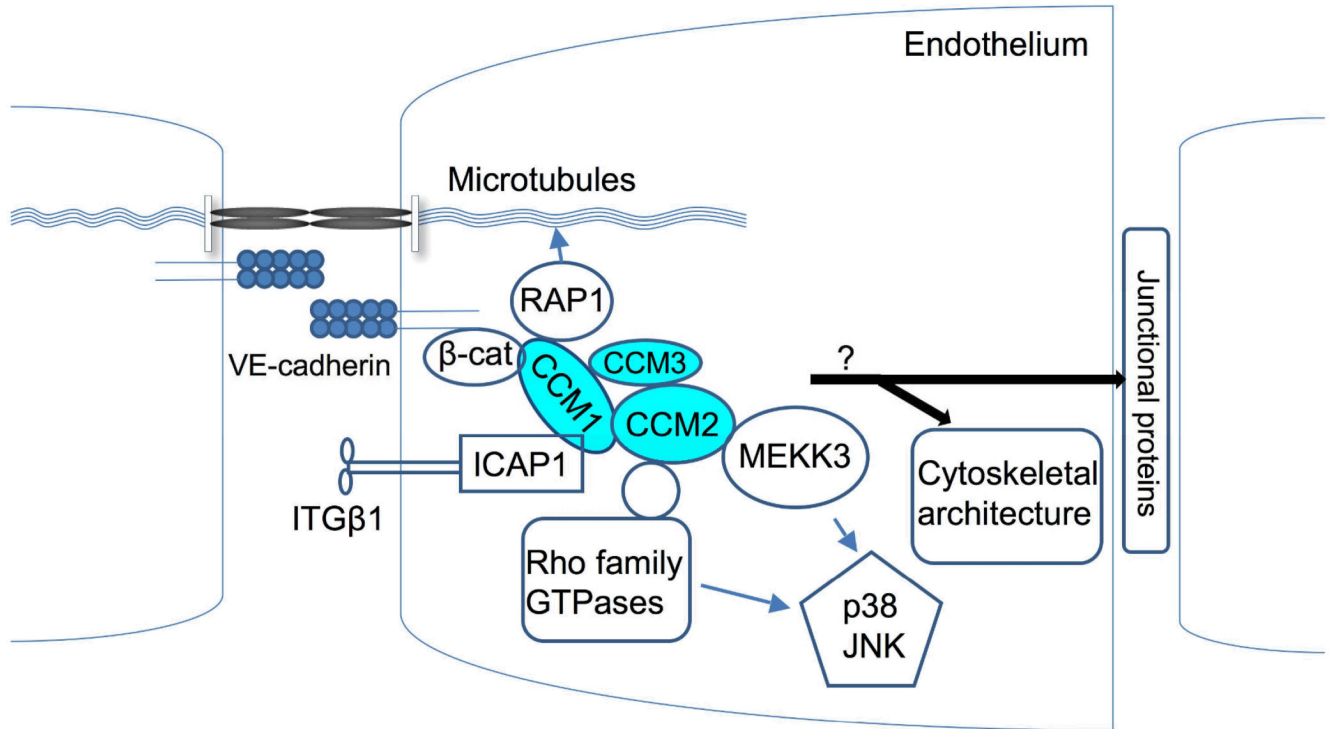 Endothelium
Microtubules
RAP1
VE-cadherin
β-cat
CCM1
CCM3
CCM2
MEKK3
ICAP1
ITGβ1
Rho family
GTPases
p38
JNK
?
Cytoskeletal
architecture
Junctional proteins